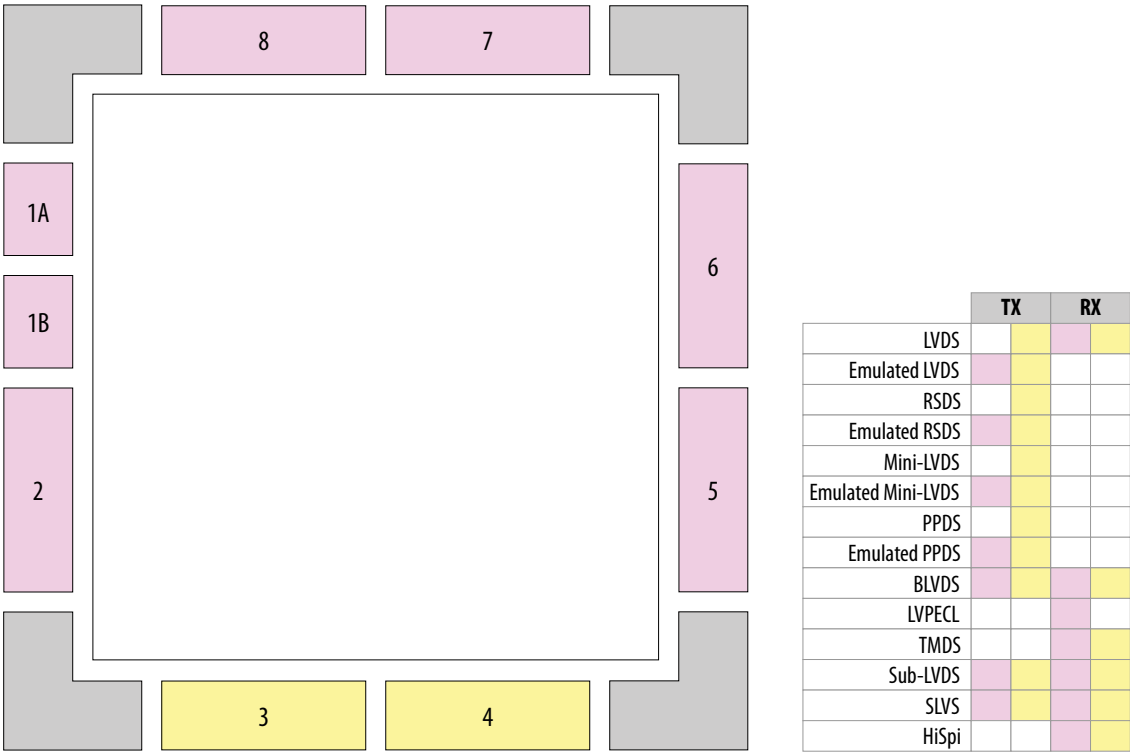 8 7
1A
6
1B
2
5
3 4
TX RX
LVDS
Emulated LVDS
RSDS
Emulated RSDS
Mini-LVDS
Emulated Mini-LVDS
PPDS
Emulated PPDS
BLVDS
LVPECL
TMDS
Sub-LVDS
SLVS
HiSpi